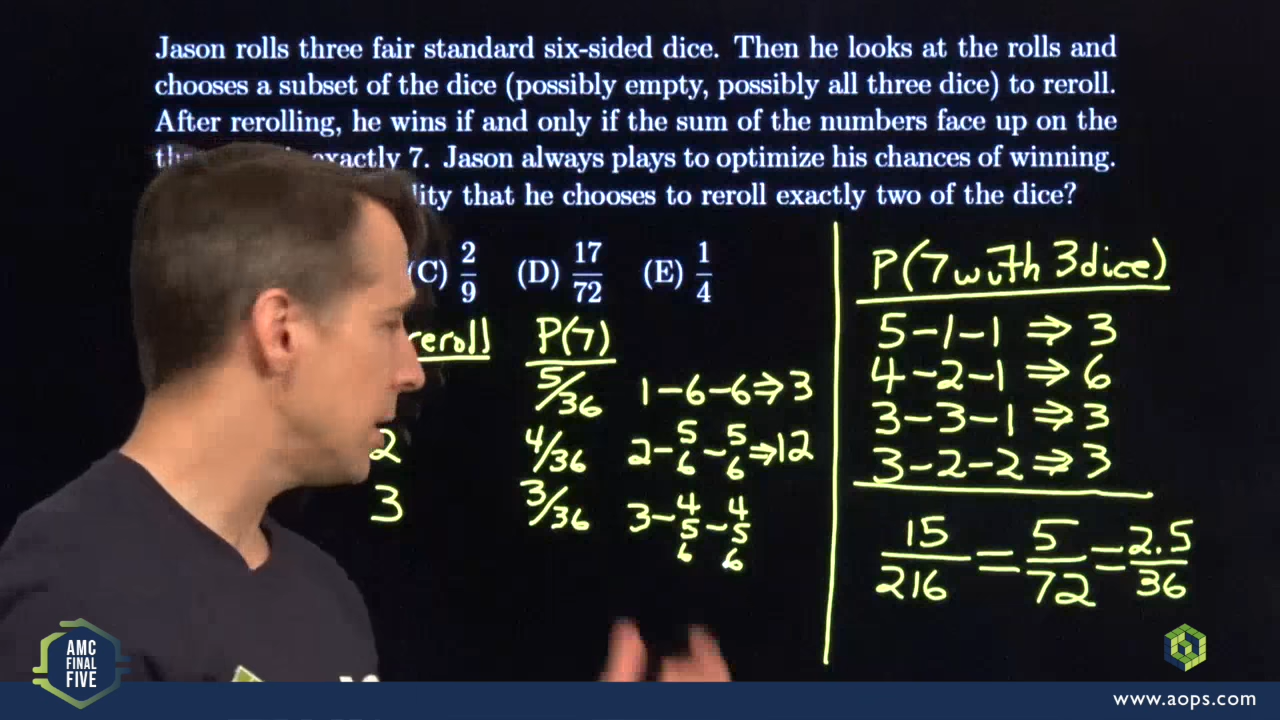 Jason rolls three fair standard six-sided dice. Then he looks at the rolls and
chooses a subset of the dice (possibly empty, possibly all three dice) to reroll.
After rerolling, he wins if and only if the sum of the numbers face up on the
exactly 7. Jason always plays to optimize his chances of winning.
that he chooses to reroll exactly two of the dice?
(C) 2/9 (D) 17/72 (E) 1/4
reroll P(7)
5/36 1-6-6⇒3
2 4/36 2-5/6-5/6⇒12
3 3/36 3-4/5/6-4/5/6
P(7 with 3 dice)
5-1-1⇒3
4-2-1⇒6
3-3-1⇒3
3-2-2⇒3
15/216 = 5/72 = 2.5/36
AMC
FINAL
FIVE
www.aops.com